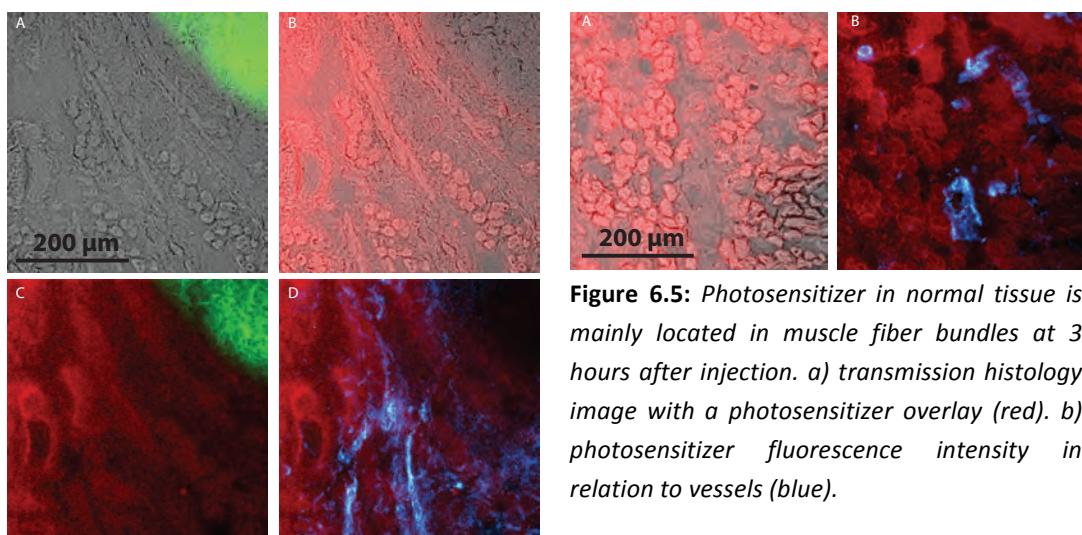 A
B
200 µm
C
D
A
B
200 µm
Figure 6.5: Photosensitizer in normal tissue is
mainly located in muscle fiber bundles at 3
hours after injection. a) transmission histology
image with a photosensitizer overlay (red). b)
photosensitizer fluorescence intensity in
relation to vessels (blue).